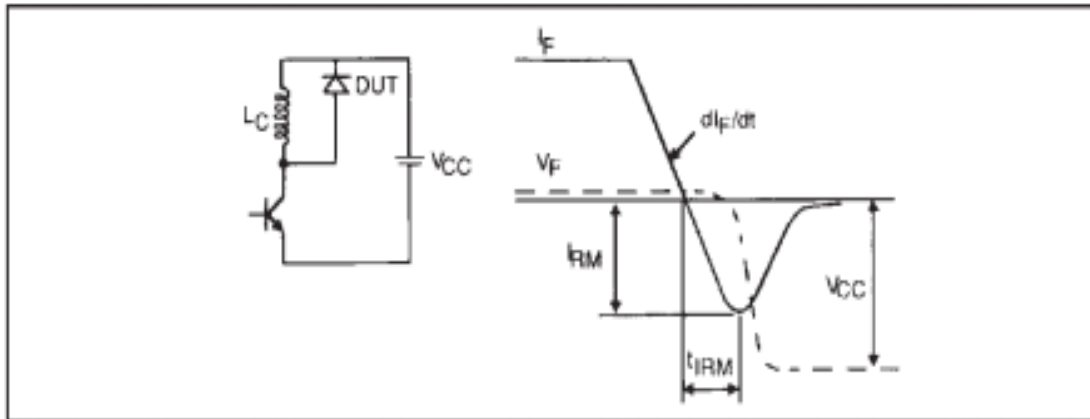 IF
DUT
LC
dIF/dt
VF
VCC
IRM
VCC
tIRM